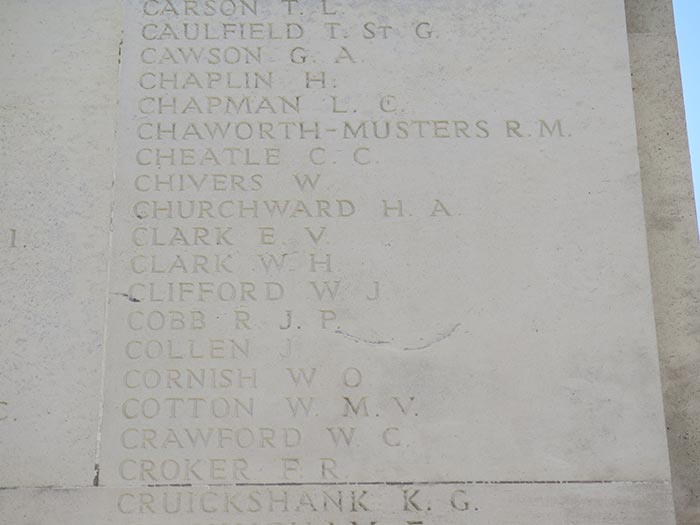 CARSON T. L.
CAULFIELD T. ST G.
CAWSON G. A.
CHAPLIN H.
CHAPMAN L. C.
CHAWORTH-MUSTERS R. M.
CHEATLE C. C.
CHIVERS W
CHURCHWARD H. A.
1. CLARK E. V.
CLARK W. H
CLIFFORD W. J
COBB R. J. P.
COLLEN J.
CORNISH W. O
C. COTTON W. M. V.
CRAWFORD W. C.
CROKER F. R.
CRUICKSHANK K. G.